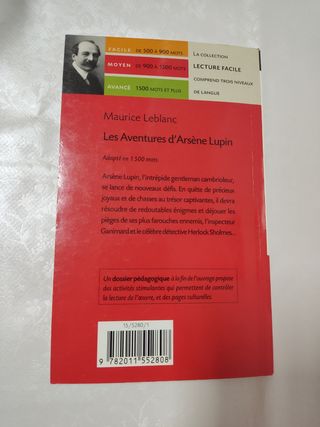 FACILE DE 500 À 900 MOTS
MOYEN DE 900 À 1500 MOTS
AVANCÉ 1500 MOTS ET PLUS
LA COLLECTION
LECTURE FACILE
COMPREND TROIS NIVEAUX
DE LANGUE
Maurice Leblanc
Les Aventures d'Arsène Lupin
Adapté en 1500 mots
Arsène Lupin, l'intrépide gentleman cambrioleur,
se lance de nouveaux défis. En quête de précieux
joyaux et de chasses au trésor captivantes, il devra
résoudre de redoutables énigmes et déjouer les
pièges de ses plus farouches ennemis, l'inspecteur
Ganimard et le célèbre détective Herlock Sholmes...
Un dossier pédagogique à la fin de l'ouvrage propose
des activités stimulantes qui permettent de contrôler
la lecture de l'œuvre, et des pages culturelles.
15/5280/1
9 782011 552808